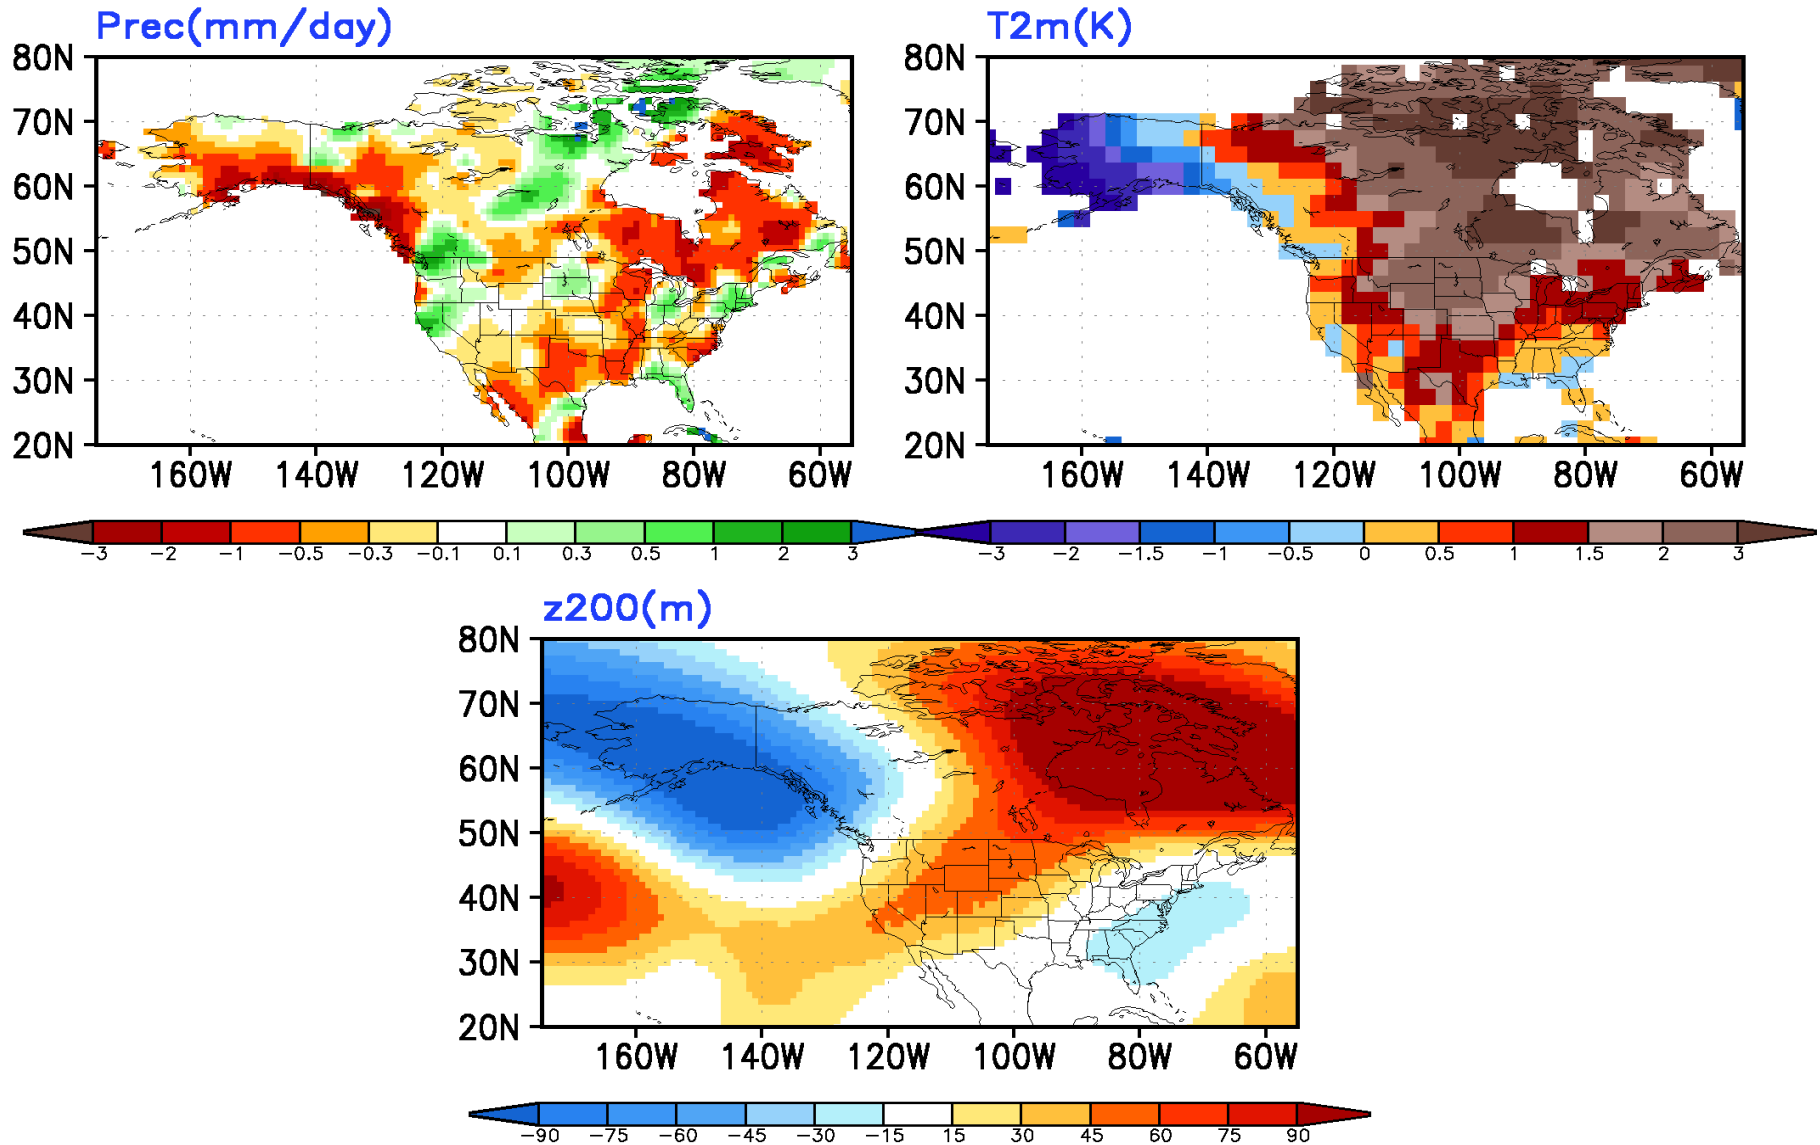 Prec(mm/day)
80N
70N
60N
50N
40N
30N
20N
160W 140W 120W 100W 80W 60W
-3 -2 -1 -0.5 -0.3 -0.1 0.1 0.3 0.5 1 2 3
T2m(K)
80N
70N
60N
50N
40N
30N
20N
160W 140W 120W 100W 80W 60W
-3 -2 -1.5 -1 -0.5 0 0.5 1 1.5 2 3
z200(m)
80N
70N
60N
50N
40N
30N
20N
160W 140W 120W 100W 80W 60W
-90 -75 -60 -45 -30 -15 15 30 45 60 75 90